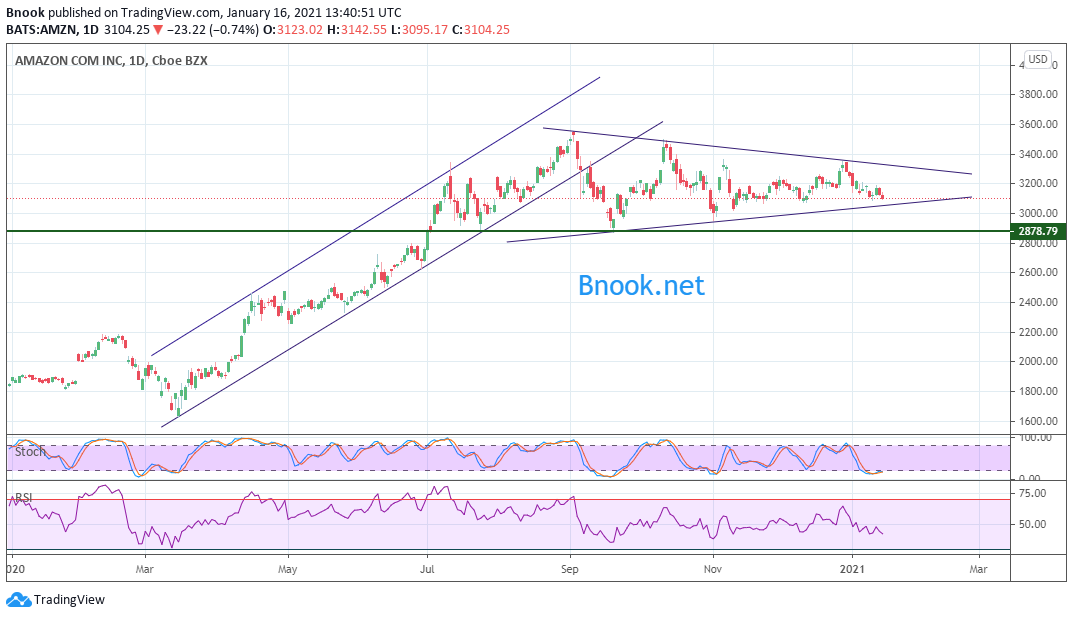 Bnook published on TradingView.com, January 16, 2021 13:40:51 UTC
BATS:AMZN, 1D 3104.25 ▼ −23.22 (−0.74%) O:3123.02 H:3142.55 L:3095.17 C:3104.25
AMAZON COM INC, 1D, Cboe BZX
USD
3800.00
3600.00
3400.00
3200.00
3000.00
2878.79
2800.00
2600.00
Bnook.net
2400.00
2200.00
2000.00
1800.00
1600.00
100.00
Stoch
0.00
RSI
75.00
50.00
020 Mar May Jul Sep Nov 2021 Mar
TradingView